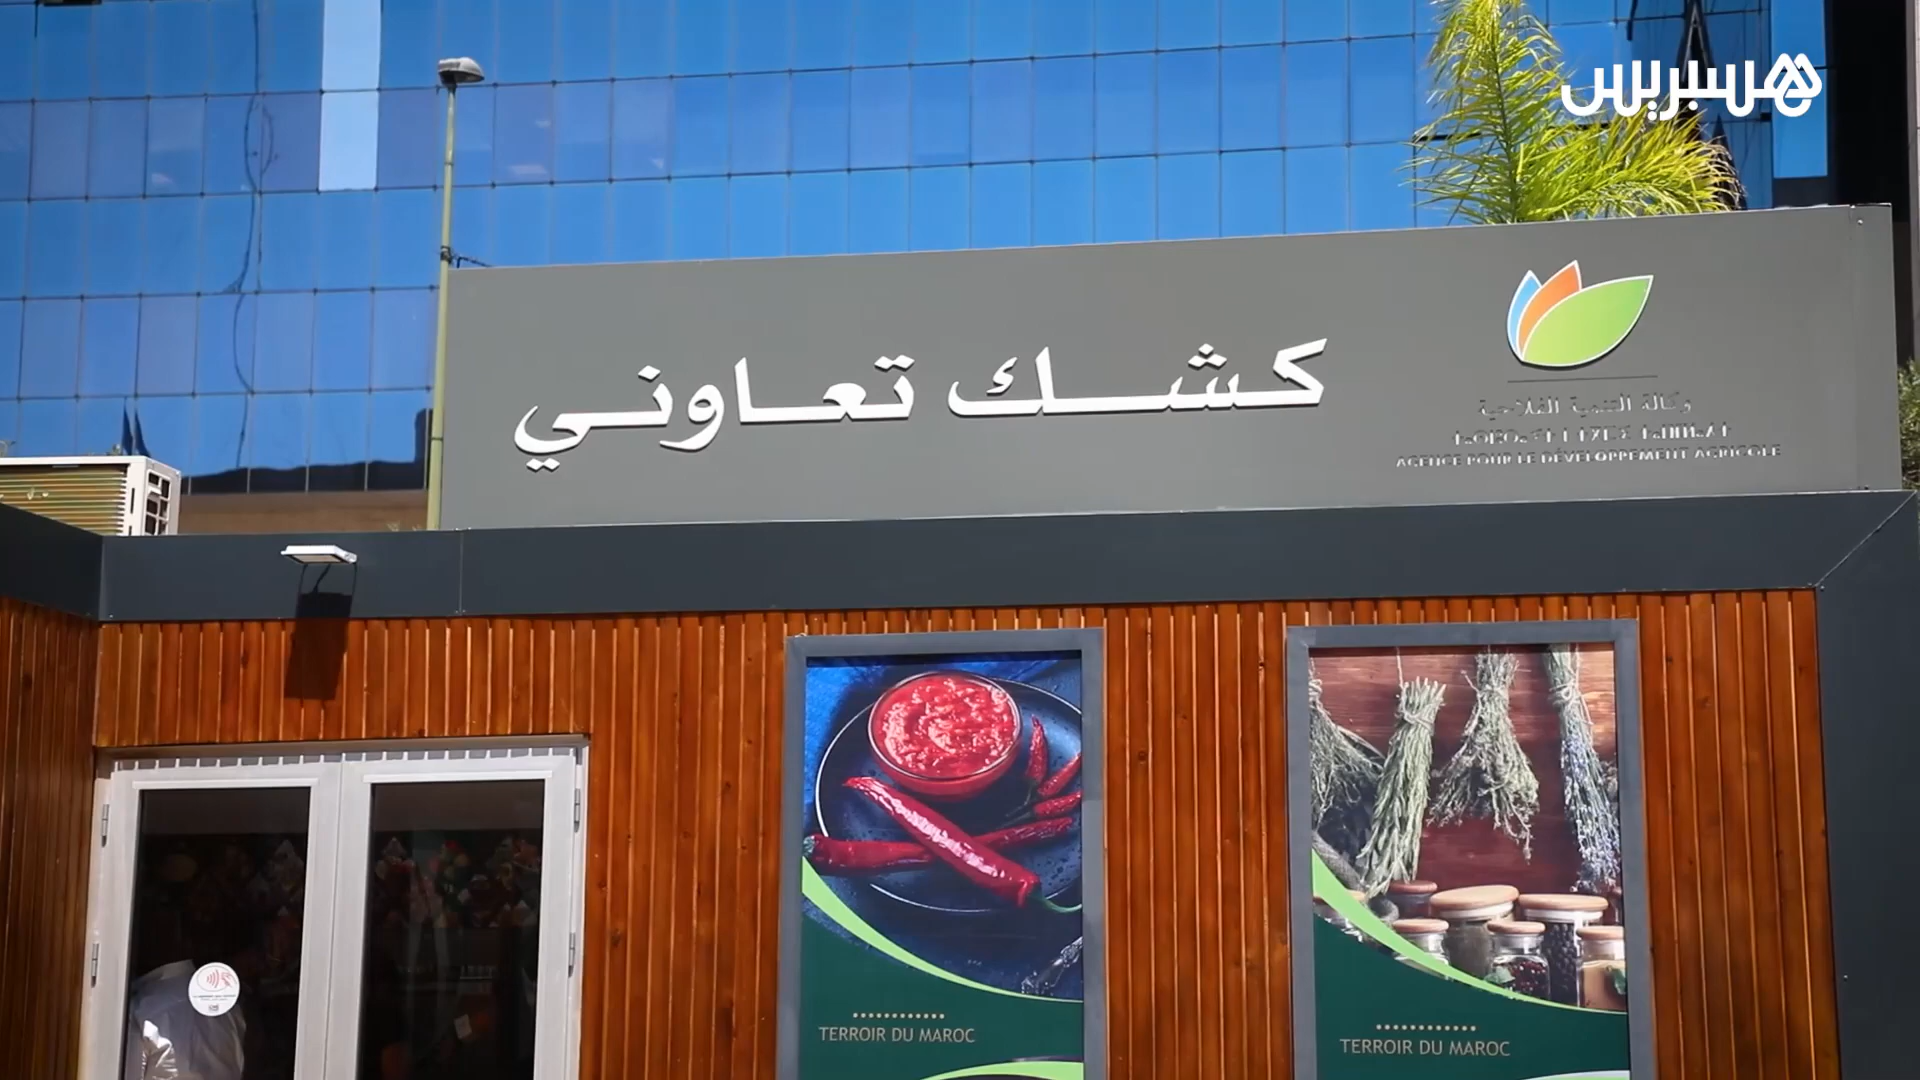 هسبريس
كشك تعاوني
وكالة التنمية الفلاحية
AGENCE POUR LE DÉVELOPPEMENT AGRICOLE
TERROIR DU MAROC
TERROIR DU MAROC